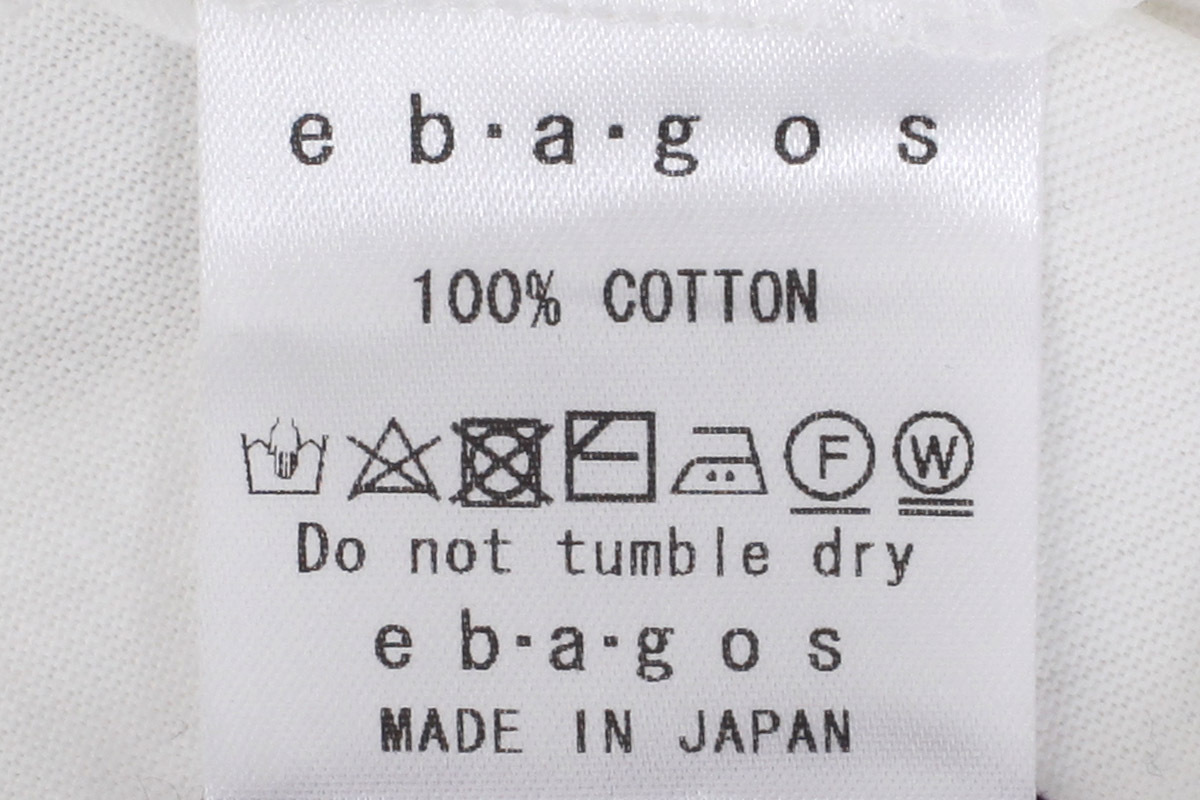 e b・a・g o s
100% COTTON
F W
Do not tumble dry
e b・a・g o s
MADE IN JAPAN